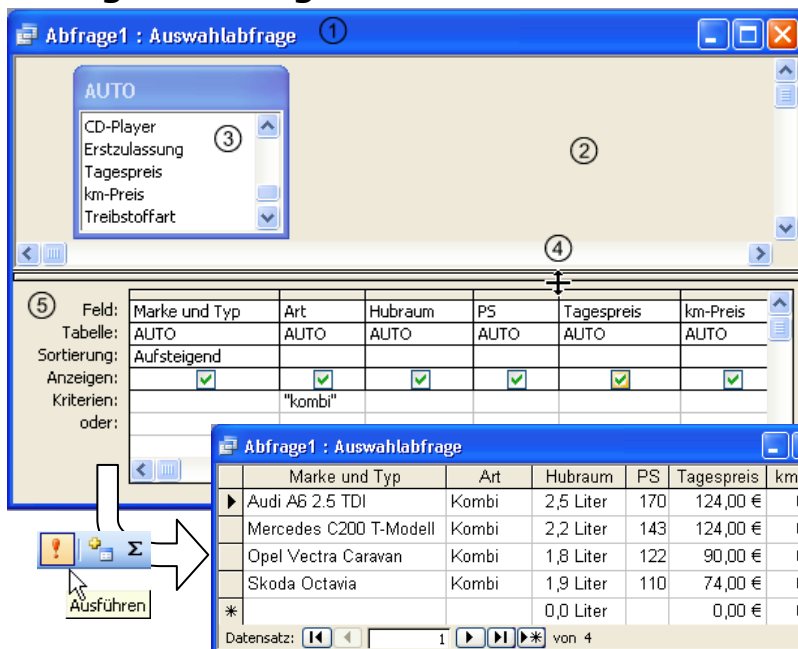 Abfrage1 : Auswahlabfrage ①
AUTO
CD-Player
Erstzulassung
Tagespreis
km-Preis
Treibstoffart
③
②
④
⑤
Feld: Marke und Typ Art Hubraum PS Tagespreis km-Preis
Tabelle: AUTO AUTO AUTO AUTO AUTO AUTO
Sortierung: Aufsteigend
Anzeigen:
Kriterien: "kombi"
oder:
Abfrage1 : Auswahlabfrage
Marke und Typ Art Hubraum PS Tagespreis km
Audi A6 2.5 TDI Kombi 2,5 Liter 170 124,00 €
Mercedes C200 T-Modell Kombi 2,2 Liter 143 124,00 €
Opel Vectra Caravan Kombi 1,8 Liter 122 90,00 €
Skoda Octavia Kombi 1,9 Liter 110 74,00 €
* 0,0 Liter 0,00 €
Datensatz: 1 von 4
! Σ
Ausführen